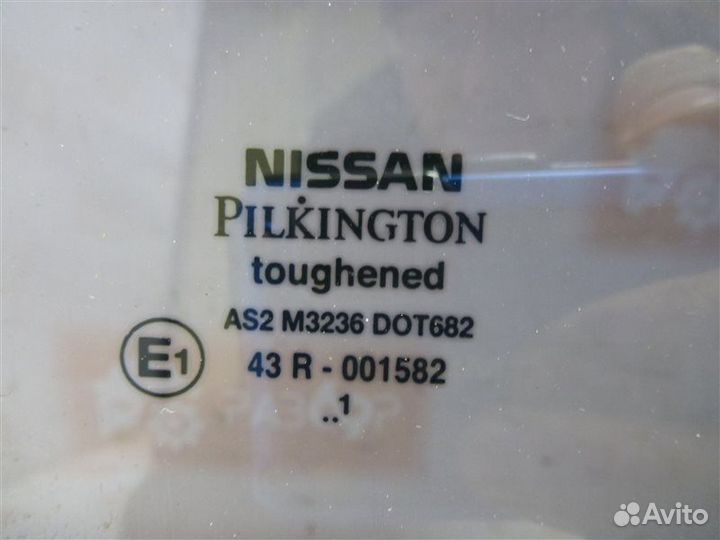 NISSAN
PILKINGTON
toughened
AS2 M3236 DOT682
E1 43 R - 001582
..1
Avito